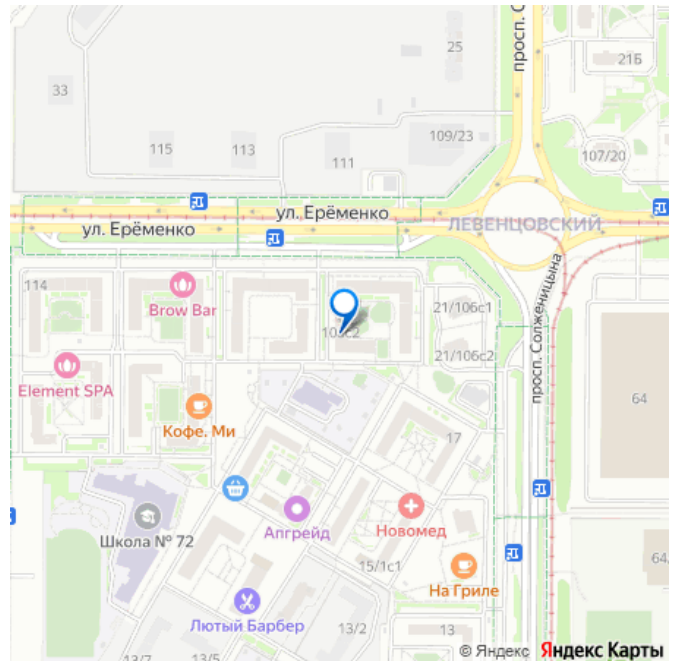 просп. С
25
21Б
33
115
113
111
109/23
107/20
ул. Ерёменко
ул. Ерёменко
ЛЕВЕНЦОВСКИЙ
114
Brow Bar
21/106с1
21/106с2
просп. Солженицына
Element SPA
64
Кофе. Ми
17
Школа № 72
Апгрейд
Новомед
15/1с1
64,
На Гриле
Лютый Барбер
13/2
13
13/7
13/5
© Яндекс Яндекс Карты